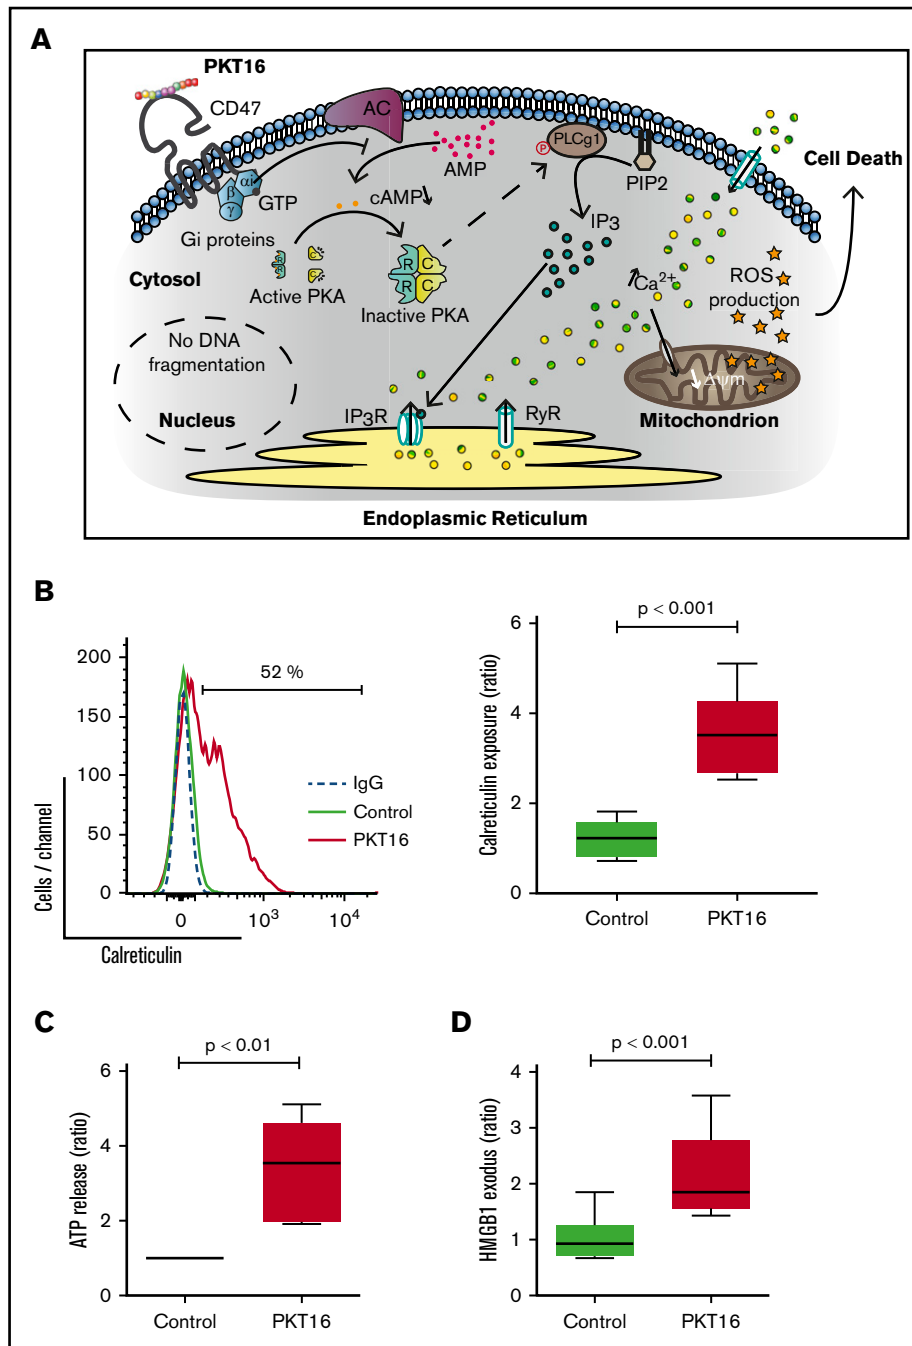 A
PKT16
CD47
AC
AMP
PLCg1
P
PIP2
Cell Death
αi
β
γ
GTP
cAMP
Gi proteins
IP3
Cytosol
R
R
C
C
Active PKA
R C
R C
Inactive PKA
Ca2+
ROS
production
No DNA
fragmentation
Nucleus
Δψm
IP3R
RyR
Mitochondrion
Endoplasmic Reticulum
B
200
150
100
50
0
52 %
IgG
Control
PKT16
Cells / channel
0 10³ 10⁴
Calreticulin
p < 0.001
6
4
2
0
Calreticulin exposure (ratio)
Control PKT16
C
p < 0.01
6
4
2
0
ATP release (ratio)
Control PKT16
D
p < 0.001
4
3
2
1
0
HMGB1 exodus (ratio)
Control PKT16